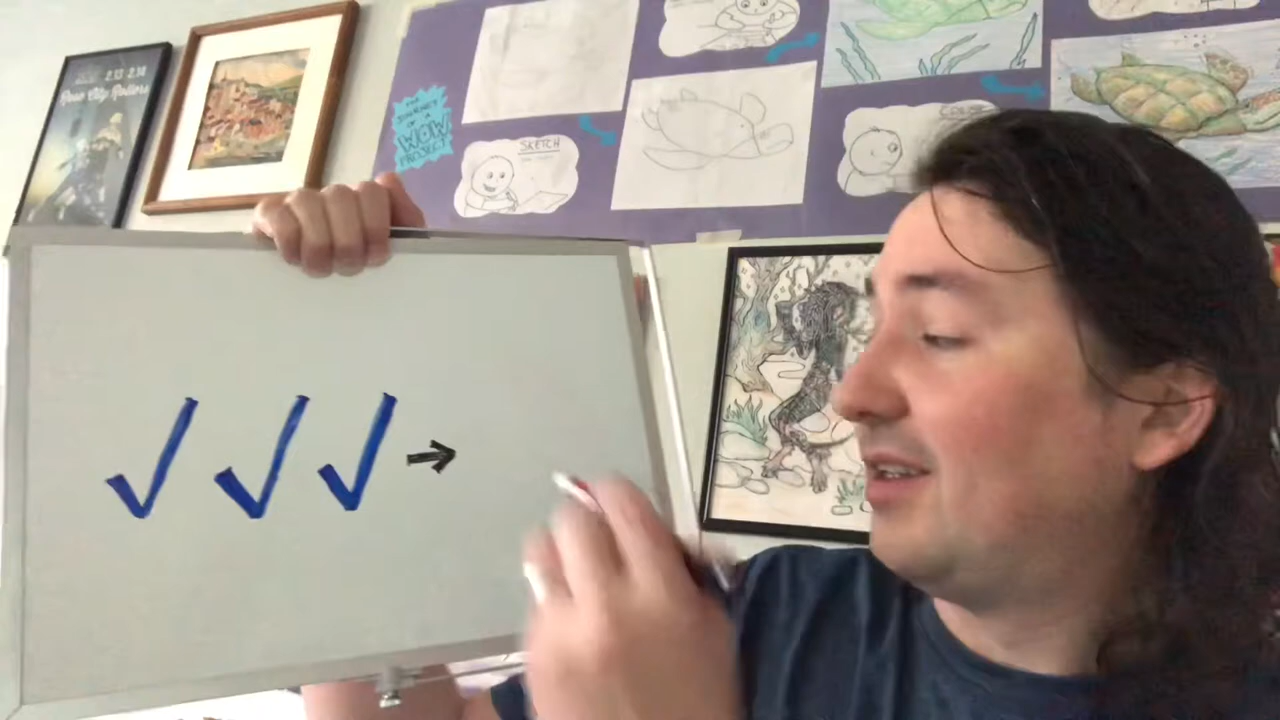 2.13 2.14
Rose City Rollers
THE
JOURNEY
OF A
WOW
PROJECT
SKETCH
✓ ✓ ✓ →